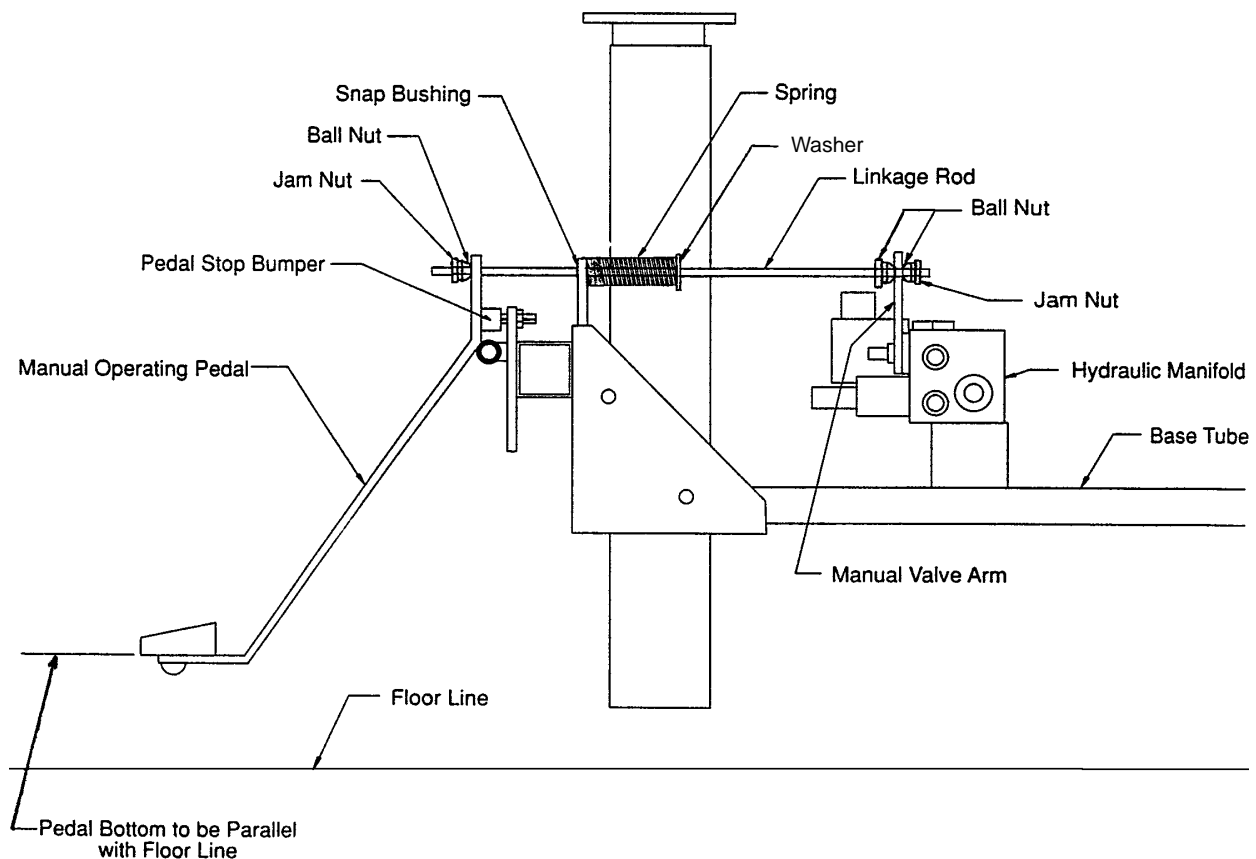 Snap Bushing
Spring
Ball Nut
Washer
Jam Nut
Linkage Rod
Ball Nut
Pedal Stop Bumper
Jam Nut
Manual Operating Pedal
Hydraulic Manifold
Base Tube
Manual Valve Arm
Floor Line
Pedal Bottom to be Parallel
with Floor Line